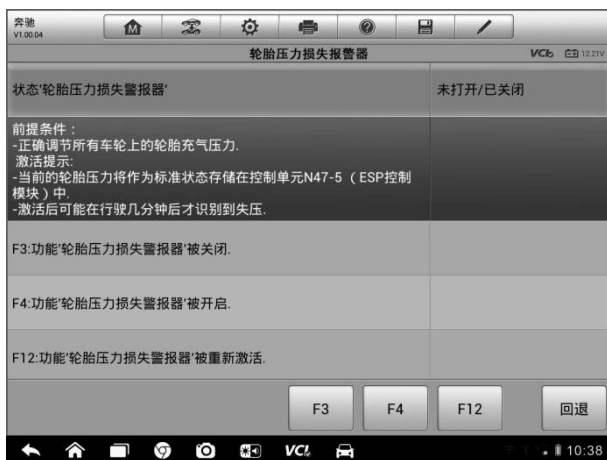 奔驰
V1.00.04
轮胎压力损失报警器
VCI 12.21V
状态'轮胎压力损失警报器' 未打开/已关闭
前提条件：
-正确调节所有车轮上的轮胎充气压力.
激活提示:
-当前的轮胎压力将作为标准状态存储在控制单元N47-5 （ESP控制
模块）中.
-激活后可能在行驶几分钟后才识别到失压.
F3:功能'轮胎压力损失警报器'被关闭.
F4:功能'轮胎压力损失警报器'被开启.
F12:功能'轮胎压力损失警报器'被重新激活.
F3 F4 F12 回退
VCI 10:38